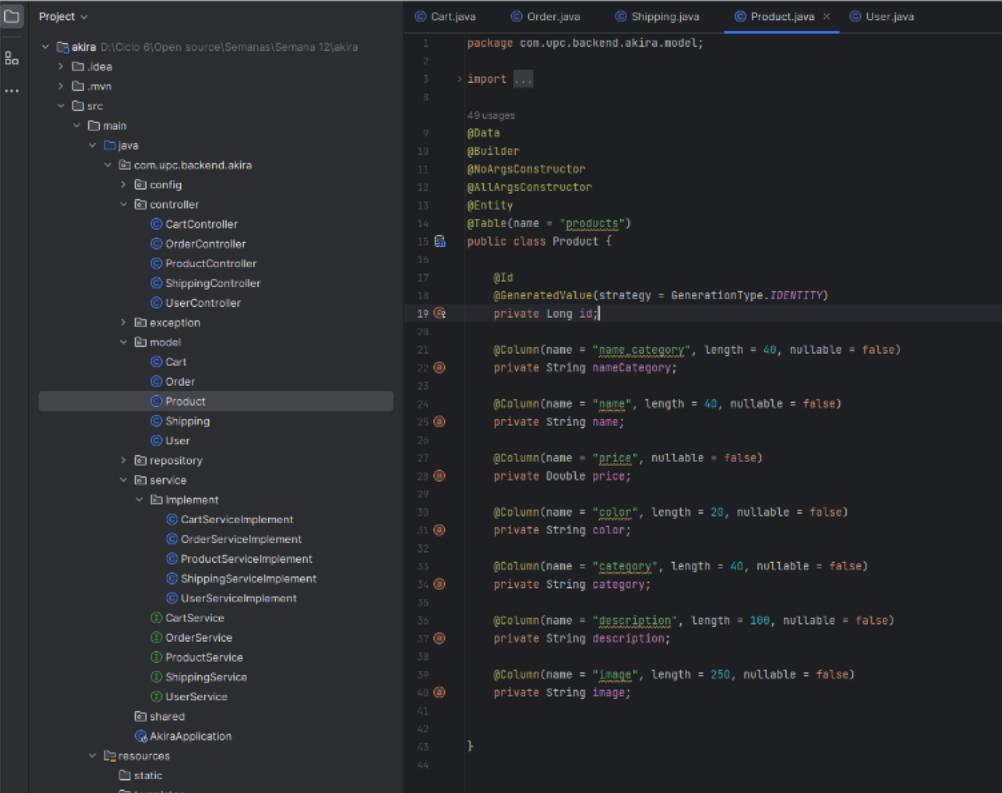 Project
akira D:\Ciclo 6\Open source\Semanas\Semana 12\akira
.idea
.mvn
src
main
java
com.upc.backend.akira
config
controller
CartController
OrderController
ProductController
ShippingController
UserController
exception
model
Cart
Order
Product
Shipping
User
repository
service
Implement
CartServiceImplement
OrderServiceImplement
ProductServiceImplement
ShippingServiceImplement
UserServiceImplement
CartService
OrderService
ProductService
ShippingService
UserService
shared
AkiraApplication
resources
static
templates
Cart.java Order.java Shipping.java Product.java × User.java
1 package com.upc.backend.akira.model;
2
3 import ...
8
49 usages
9 @Data
10 @Builder
11 @NoArgsConstructor
12 @AllArgsConstructor
13 @Entity
14 @Table(name = "products")
15 public class Product {
16
17 @Id
18 @GeneratedValue(strategy = GenerationType.IDENTITY)
19 private Long id;
20
21 @Column(name = "name_category", length = 40, nullable = false)
22 private String nameCategory;
23
24 @Column(name = "name", length = 40, nullable = false)
25 private String name;
26
27 @Column(name = "price", nullable = false)
28 private Double price;
29
30 @Column(name = "color", length = 20, nullable = false)
31 private String color;
32
33 @Column(name = "category", length = 40, nullable = false)
34 private String category;
35
36 @Column(name = "description", length = 100, nullable = false)
37 private String description;
38
39 @Column(name = "image", length = 250, nullable = false)
40 private String image;
41
42
43 }
44